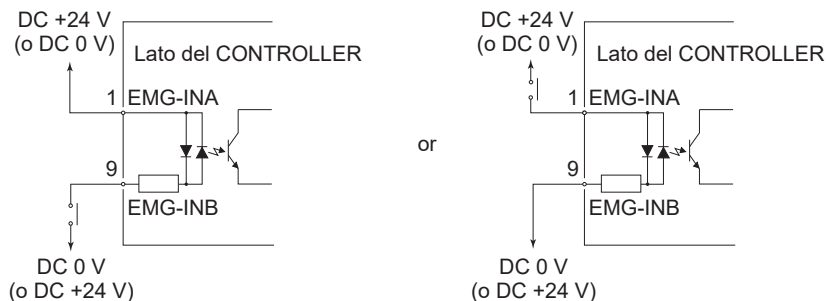 DC +24 V
(o DC 0 V)
Lato del CONTROLLER
1 EMG-INA
9
EMG-INB
DC 0 V
(o DC +24 V)
or
DC +24 V
(o DC 0 V)
Lato del CONTROLLER
1 EMG-INA
9
EMG-INB
DC 0 V
(o DC +24 V)